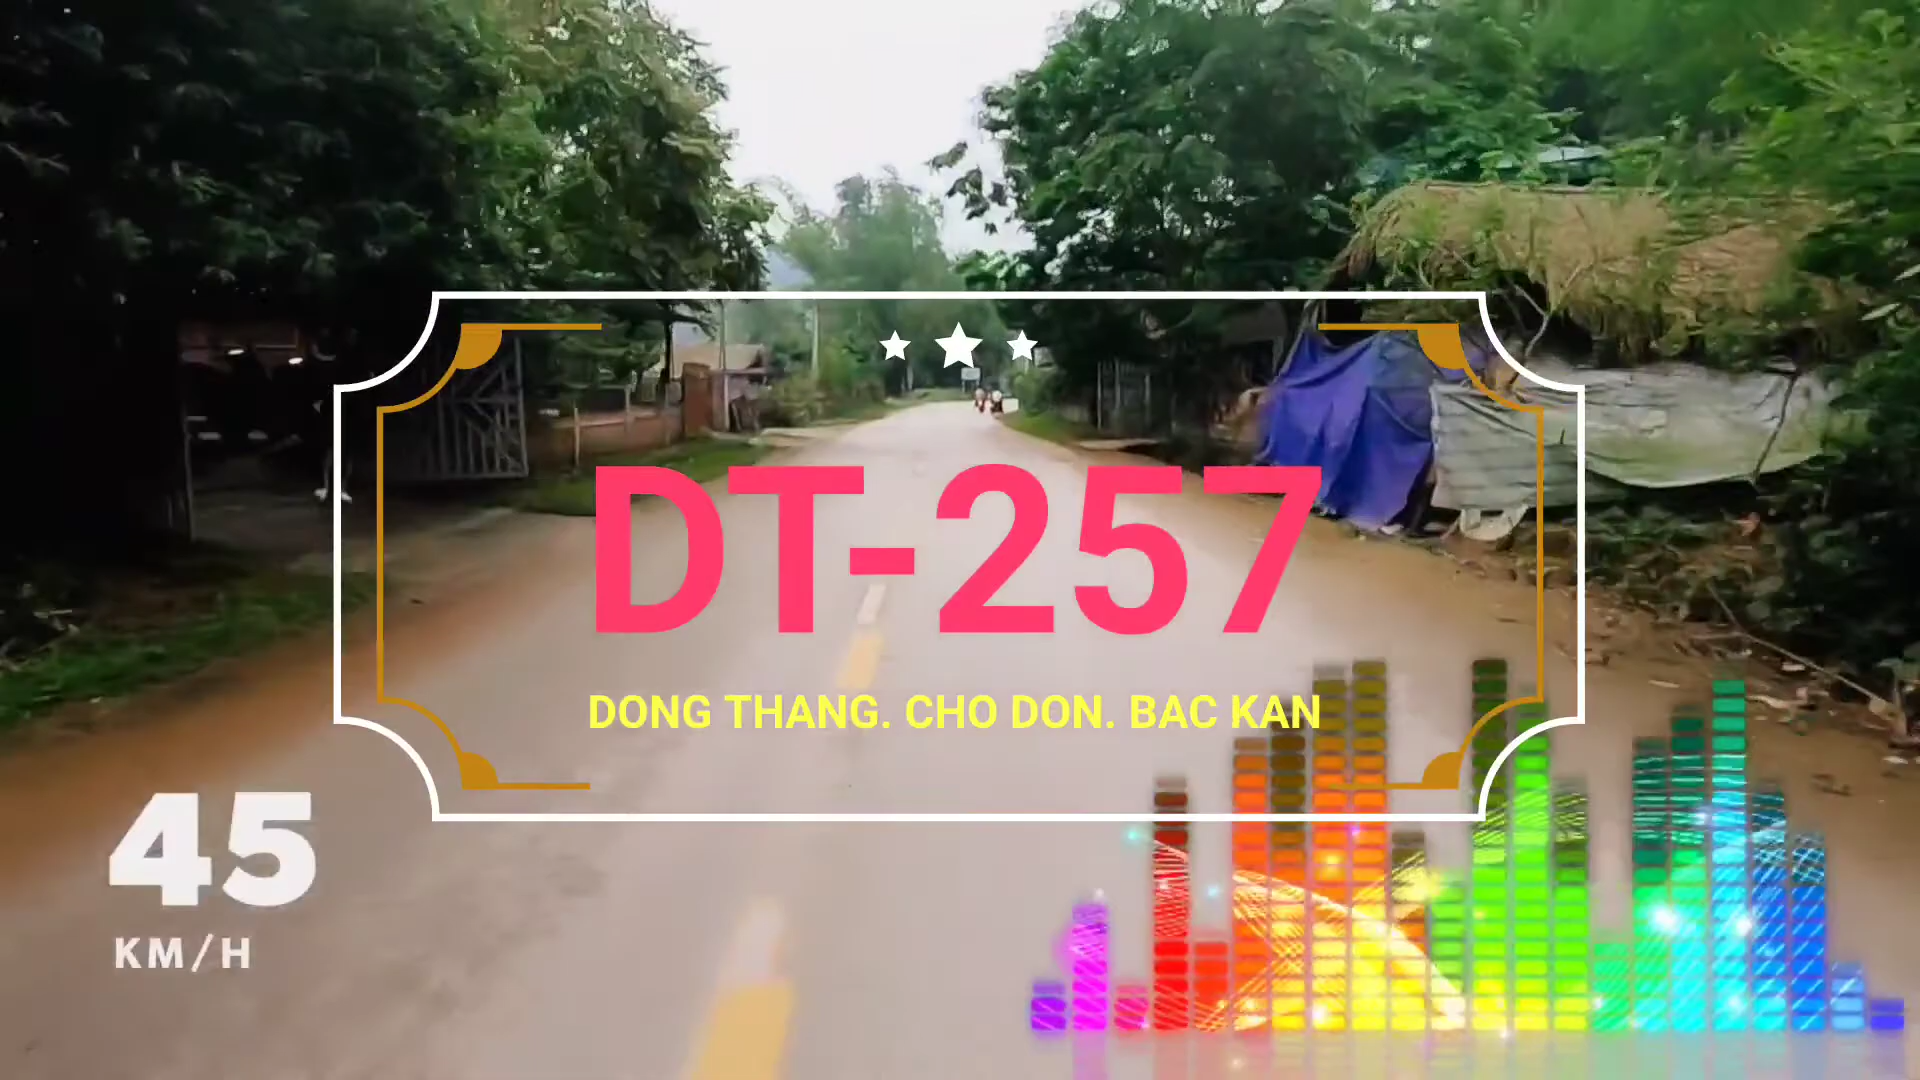 DT-257
DONG THANG. CHO DON. BAC KAN
45
KM/H